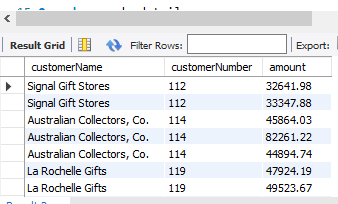 Result Grid Filter Rows: Export:
customerName customerNumber amount
Signal Gift Stores 112 32641.98
Signal Gift Stores 112 33347.88
Australian Collectors, Co. 114 45864.03
Australian Collectors, Co. 114 82261.22
Australian Collectors, Co. 114 44894.74
La Rochelle Gifts 119 47924.19
La Rochelle Gifts 119 49523.67